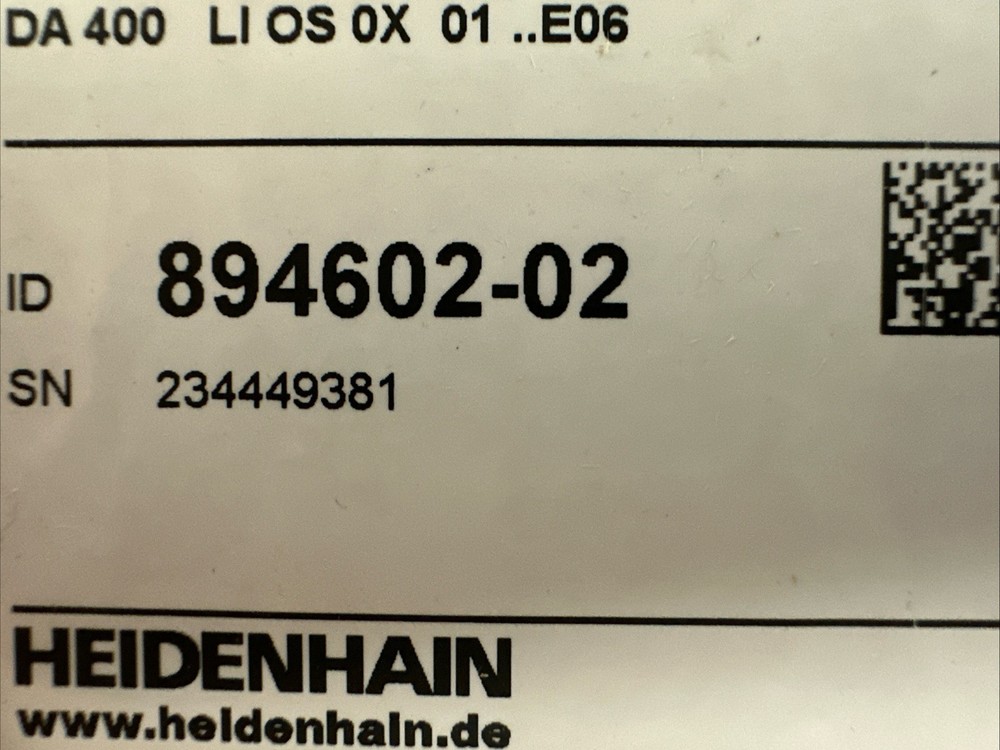 DA 400 LI OS 0X 01 ..E06
ID 894602-02
SN 234449381
HEIDENHAIN
www.heidenhain.de